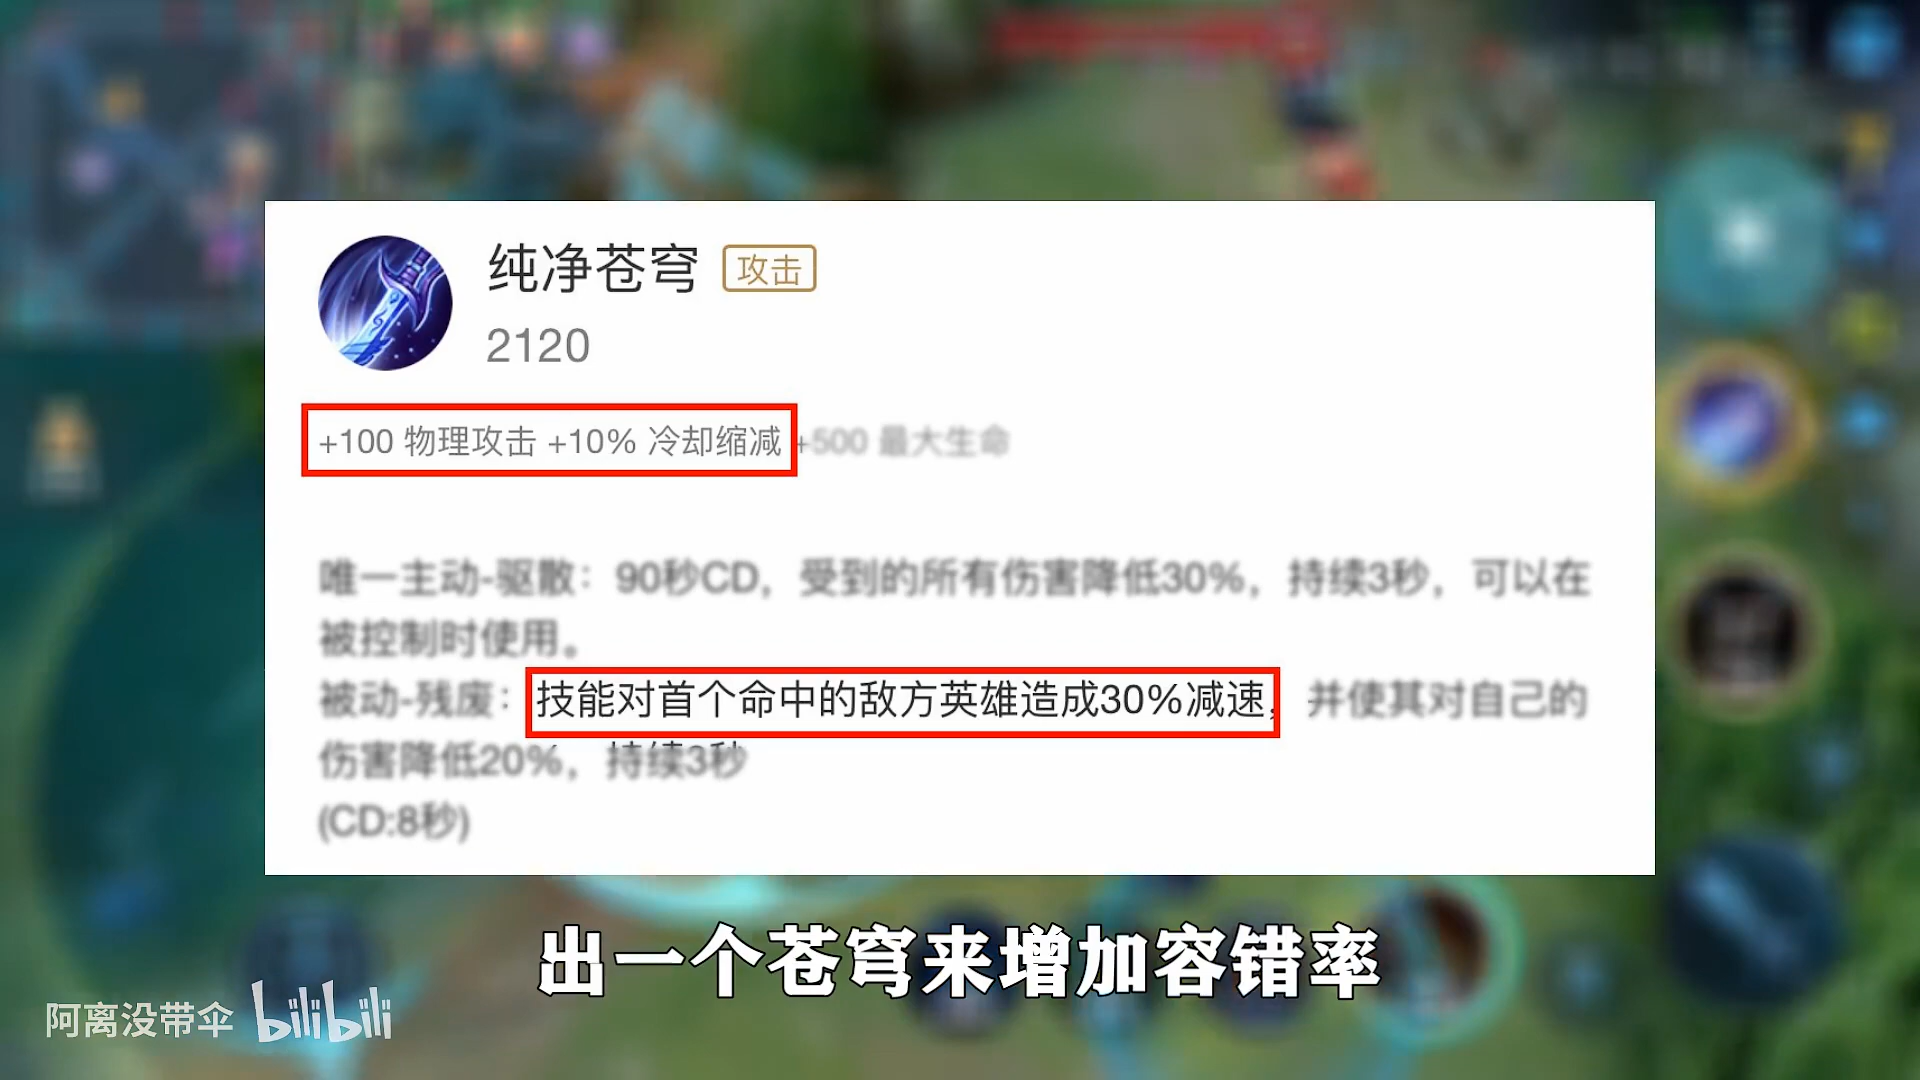 纯净苍穹 攻击
2120
+100 物理攻击 +10% 冷却缩减 +500 最大生命
唯一主动-驱散：90秒CD，受到的所有伤害降低30%，持续3秒，可以在
被控制时使用。
被动-残废：技能对首个命中的敌方英雄造成30%减速，并使其对自己的
伤害降低20%，持续3秒
(CD:8秒)
出一个苍穹来增加容错率
阿离没带伞 bilibili